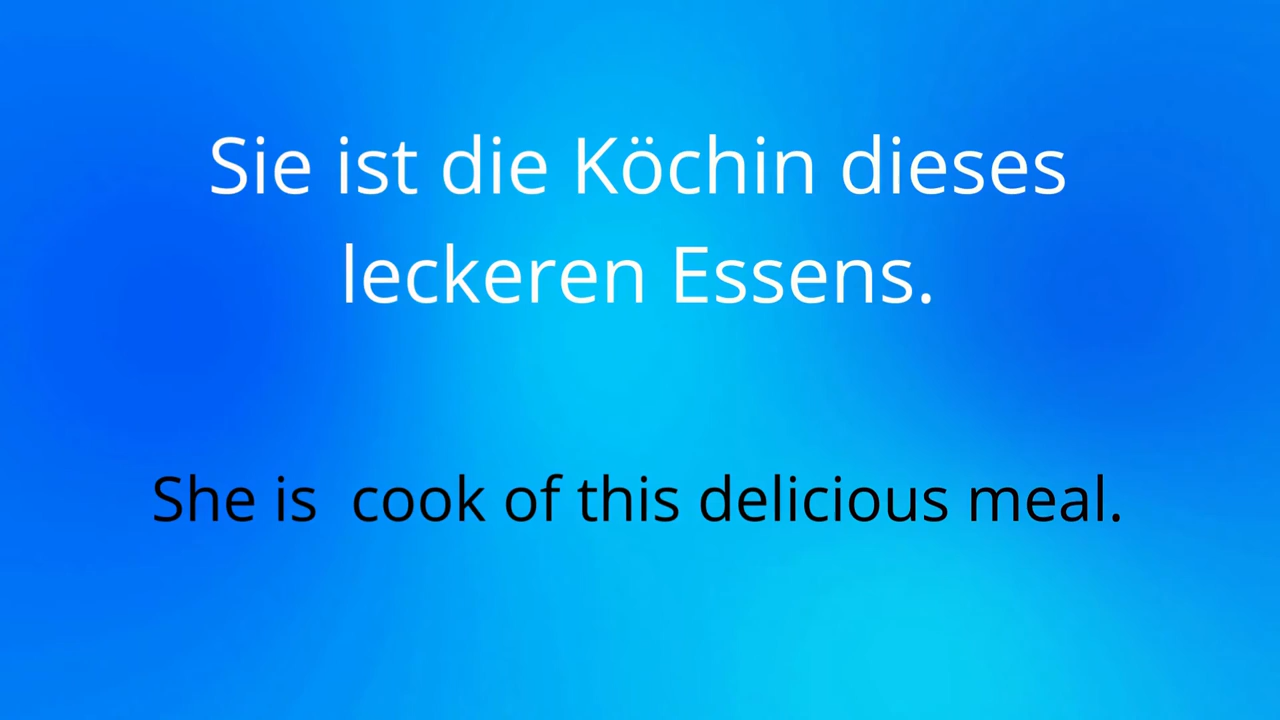 Sie ist die Köchin dieses
leckeren Essens.
She is  cook of this delicious meal.